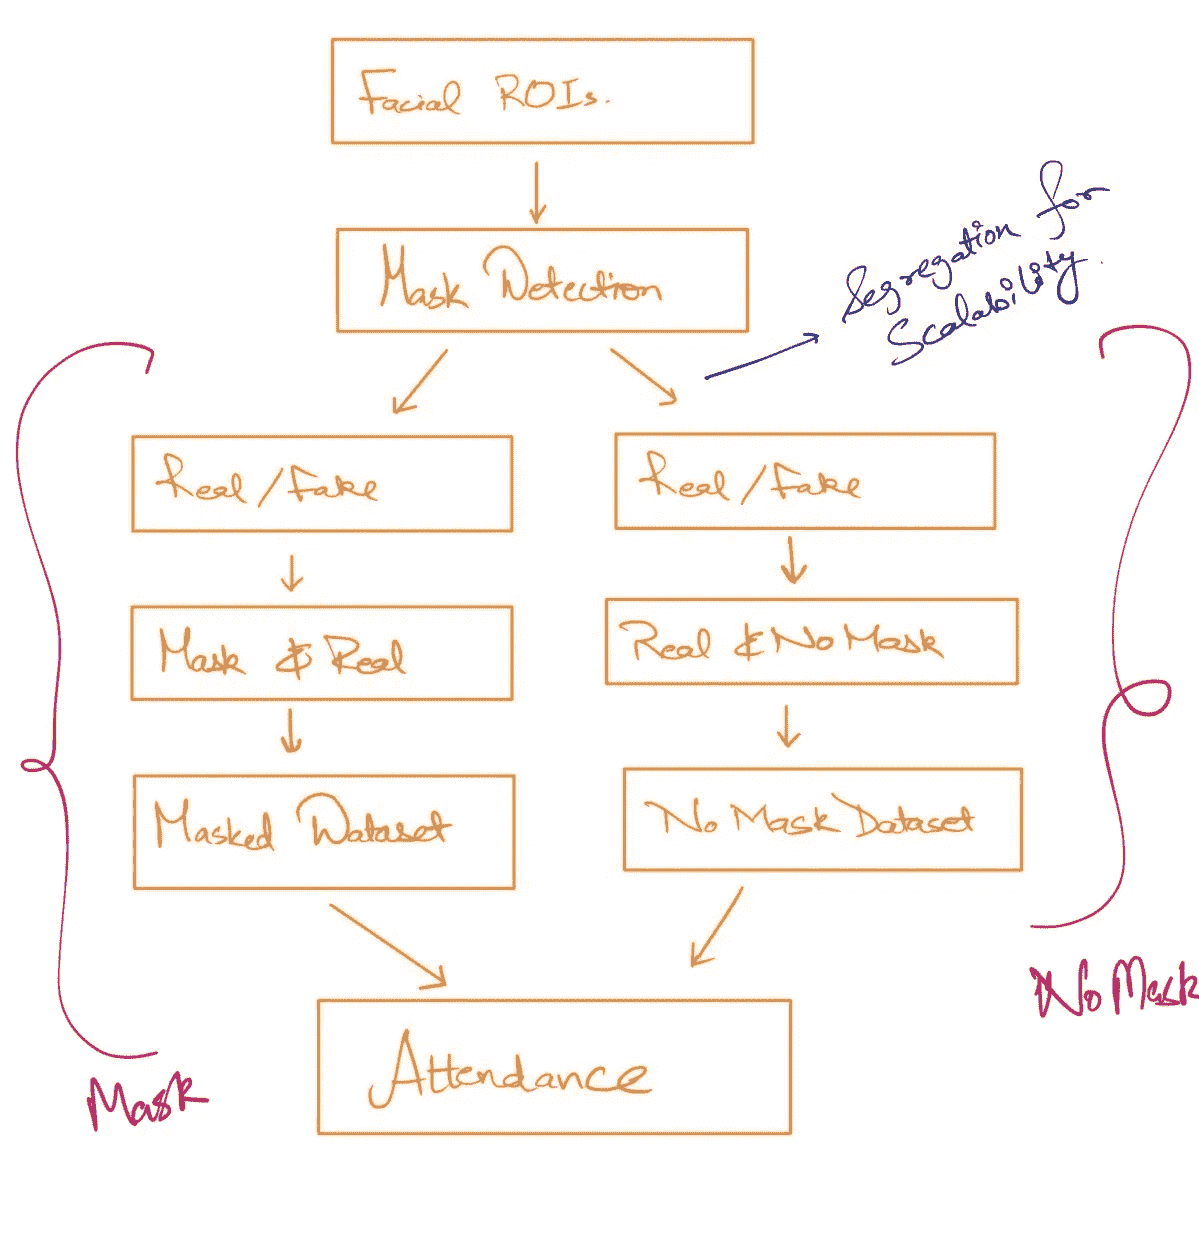 Facial ROIs.
Mask Detection
Segregation for
Scalability.
Real/Fake
Real/Fake
Mask & Real
Real & No Mask
Masked Dataset
No Mask Dataset
Attendance
Mask
No Mask